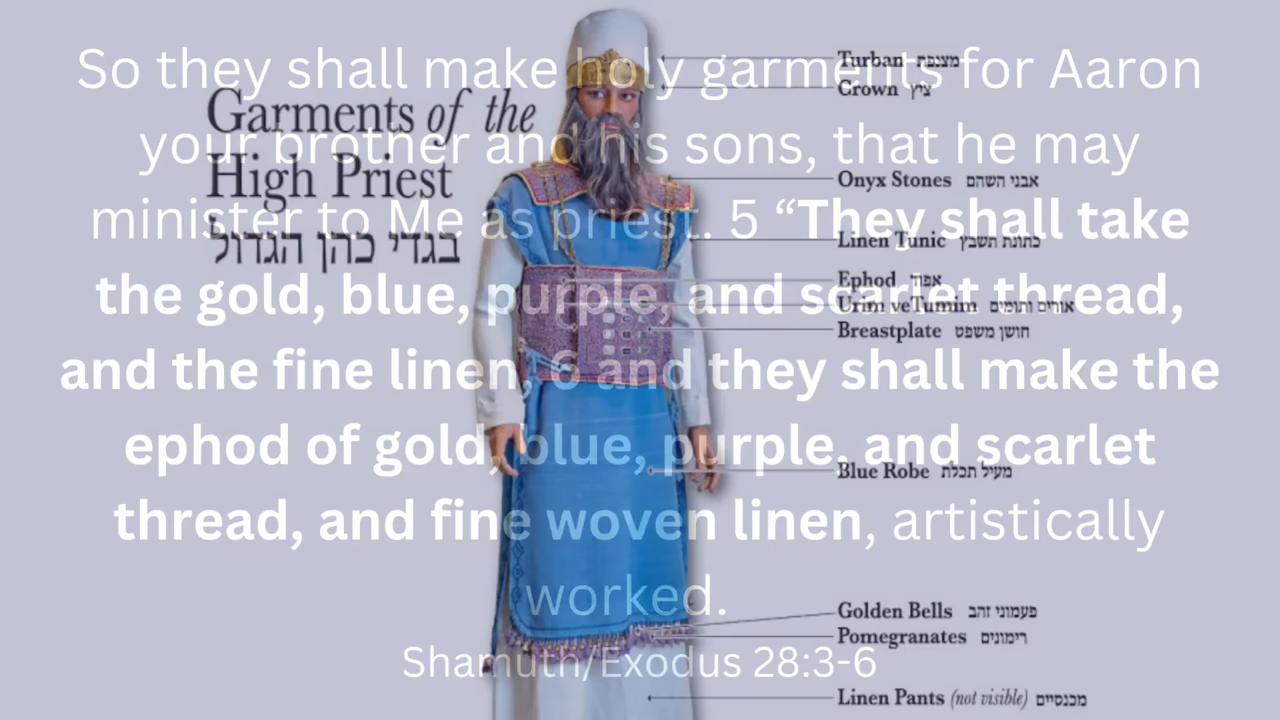 So they shall make holy garments for Aaron
your brother and his sons, that he may
minister to Me as priest. 5 “They shall take
the gold, blue, purple, and scarlet thread,
and the fine linen, 6 and they shall make the
ephod of gold, blue, purple, and scarlet
thread, and fine woven linen, artistically
worked.
Shamuth/Exodus 28:3-6
Garments of the
High Priest
בגדי כהן הגדול
Turban מצנפת
Crown ציץ
Onyx Stones אבני השהם
Linen Tunic כתונת תשבץ
Ephod אפוד
Urim veTumim אורים ותומים
Breastplate חושן משפט
Blue Robe מעיל תכלת
Golden Bells פעמוני זהב
Pomegranates רימונים
Linen Pants (not visible) מכנסיים